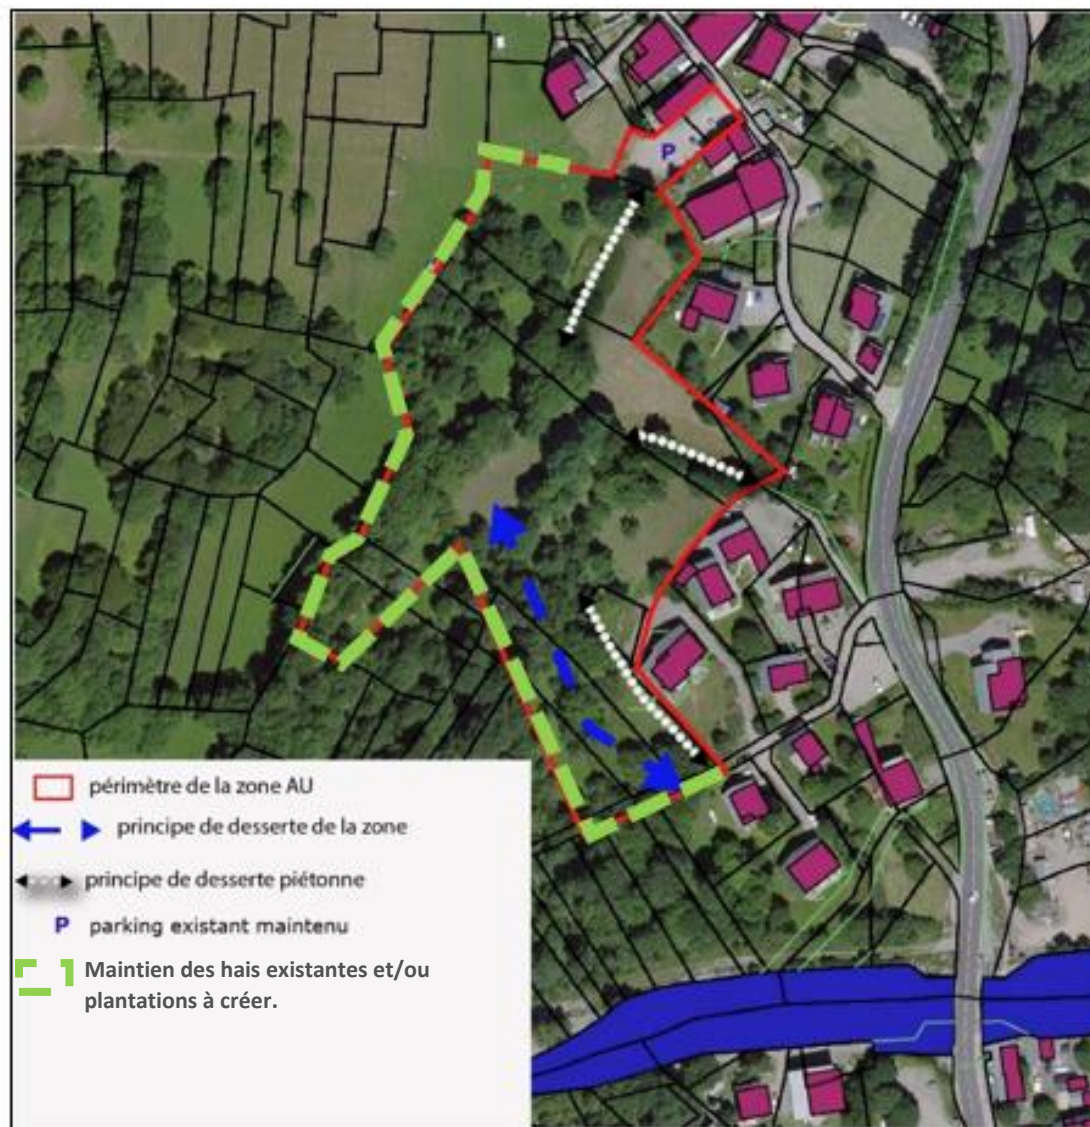 P
périmètre de la zone AU
principe de desserte de la zone
principe de desserte piétonne
P parking existant maintenu
Maintien des hais existantes et/ou
plantations à créer.